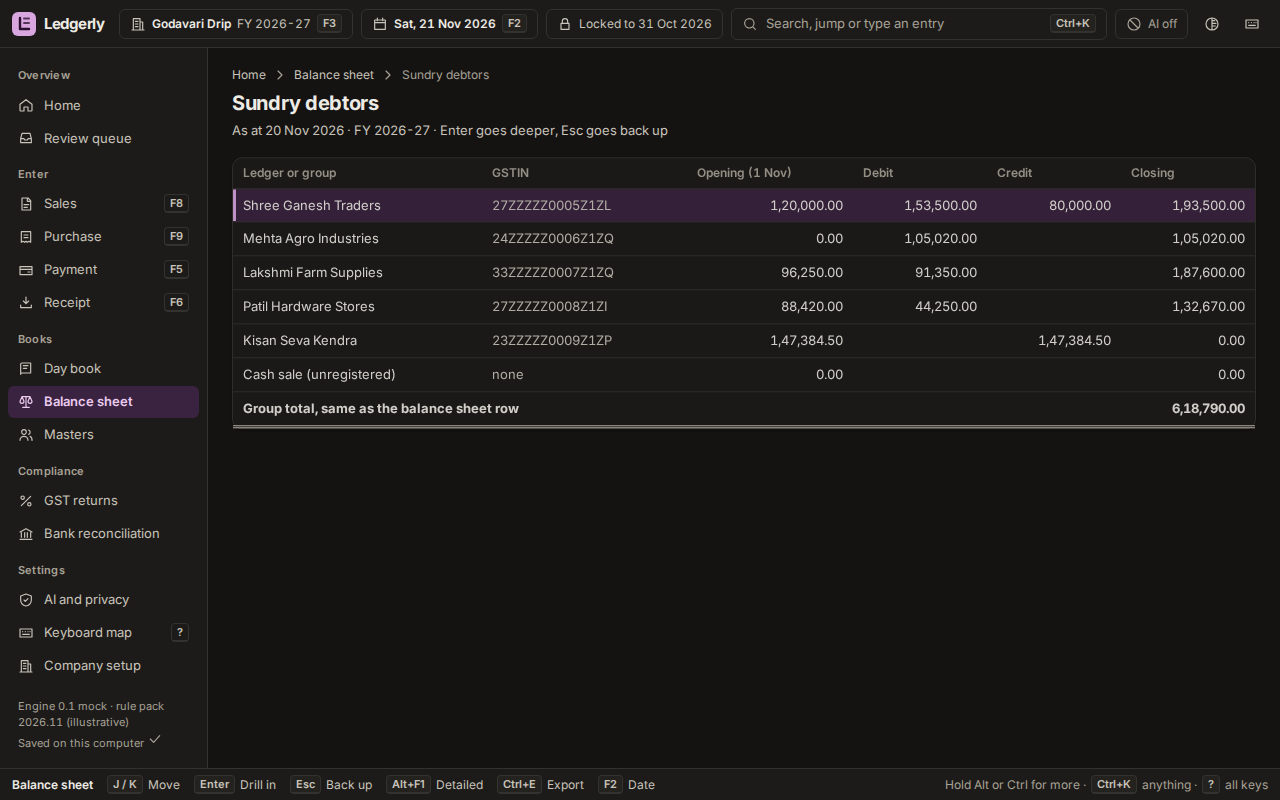 Ledgerly
Godavari Drip FY 2026-27 F3
Sat, 21 Nov 2026 F2
Locked to 31 Oct 2026
Search, jump or type an entry Ctrl+K
AI off
Overview
Home
Review queue
Enter
Sales F8
Purchase F9
Payment F5
Receipt F6
Books
Day book
Balance sheet
Masters
Compliance
GST returns
Bank reconciliation
Settings
AI and privacy
Keyboard map ?
Company setup
Engine 0.1 mock · rule pack
2026.11 (illustrative)
Saved on this computer
Home > Balance sheet > Sundry debtors
Sundry debtors
As at 20 Nov 2026 · FY 2026-27 · Enter goes deeper, Esc goes back up
Ledger or group GSTIN Opening (1 Nov) Debit Credit Closing
Shree Ganesh Traders 27ZZZZZ0005Z1ZL 1,20,000.00 1,53,500.00 80,000.00 1,93,500.00
Mehta Agro Industries 24ZZZZZ0006Z1ZQ 0.00 1,05,020.00 1,05,020.00
Lakshmi Farm Supplies 33ZZZZZ0007Z1ZQ 96,250.00 91,350.00 1,87,600.00
Patil Hardware Stores 27ZZZZZ0008Z1ZI 88,420.00 44,250.00 1,32,670.00
Kisan Seva Kendra 23ZZZZZ0009Z1ZP 1,47,384.50 1,47,384.50 0.00
Cash sale (unregistered) none 0.00 0.00
Group total, same as the balance sheet row 6,18,790.00
Balance sheet J / K Move Enter Drill in Esc Back up Alt+F1 Detailed Ctrl+E Export F2 Date
Hold Alt or Ctrl for more · Ctrl+K anything · ? all keys